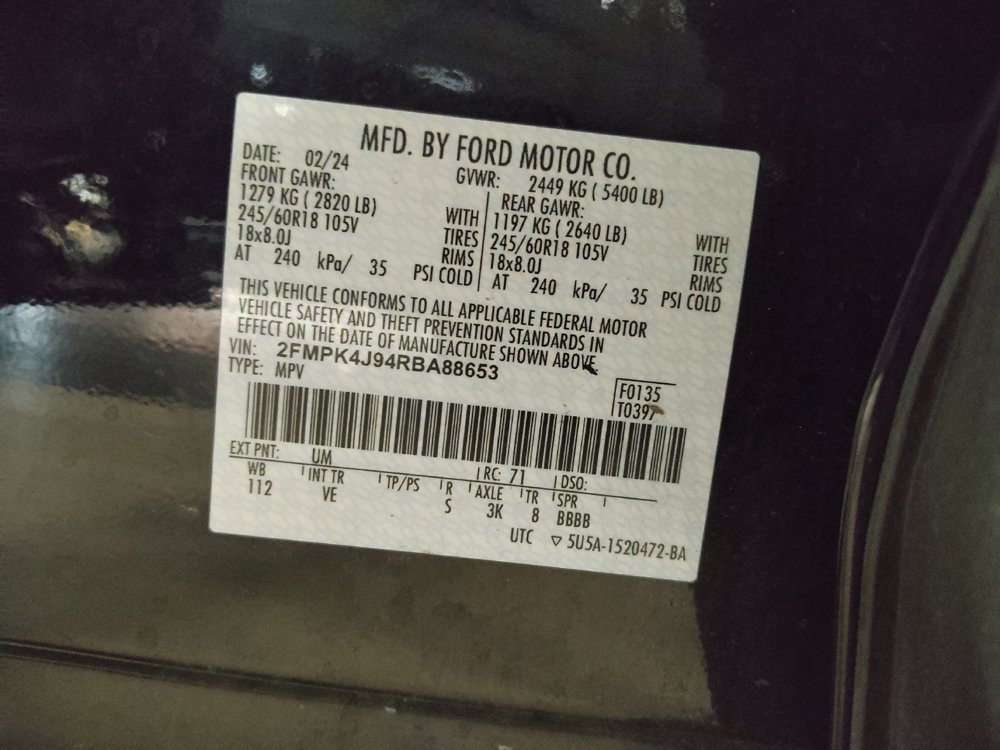 MFD. BY FORD MOTOR CO.
DATE: 02/24 GVWR: 2449 KG ( 5400 LB)
FRONT GAWR: REAR GAWR:
1279 KG ( 2820 LB) WITH 1197 KG ( 2640 LB) WITH
245/60R18 105V TIRES 245/60R18 105V TIRES
18x8.0J RIMS 18x8.0J RIMS
AT 240 kPa/ 35 PSI COLD AT 240 kPa/ 35 PSI COLD
THIS VEHICLE CONFORMS TO ALL APPLICABLE FEDERAL MOTOR
VEHICLE SAFETY AND THEFT PREVENTION STANDARDS IN
EFFECT ON THE DATE OF MANUFACTURE SHOWN ABOVE.
VIN: 2FMPK4J94RBA88653
TYPE: MPV
F0135
T0397
EXT PNT: UM RC: 71 DSO:
WB INT TR TP/PS R AXLE TR SPR
112 VE S 3K 8 BBBB
UTC ▽ 5U5A-1520472-BA